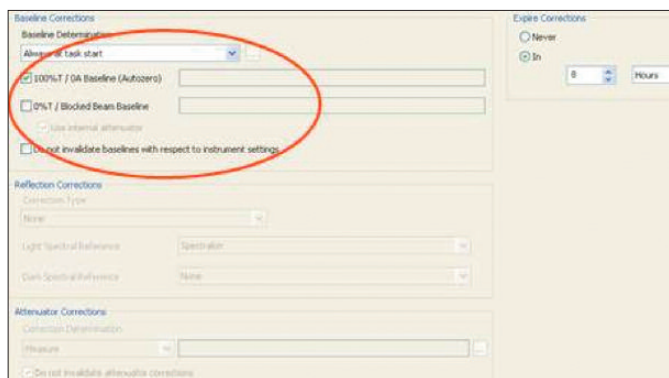 Baseline Corrections
Baseline Determination
Always at task start
100%T / 0A Baseline (Autozero)
0%T / Blocked Beam Baseline
Use internal attenuator
Do not invalidate baselines with respect to instrument settings
Reflection Corrections
Correction Type
None
Light Spectral Reference
Spectralon
Dark Spectral Reference
None
Attenuator Corrections
Correction Determination
Measure
Do not invalidate attenuator corrections
Expire Corrections
Never
In
8
Hours